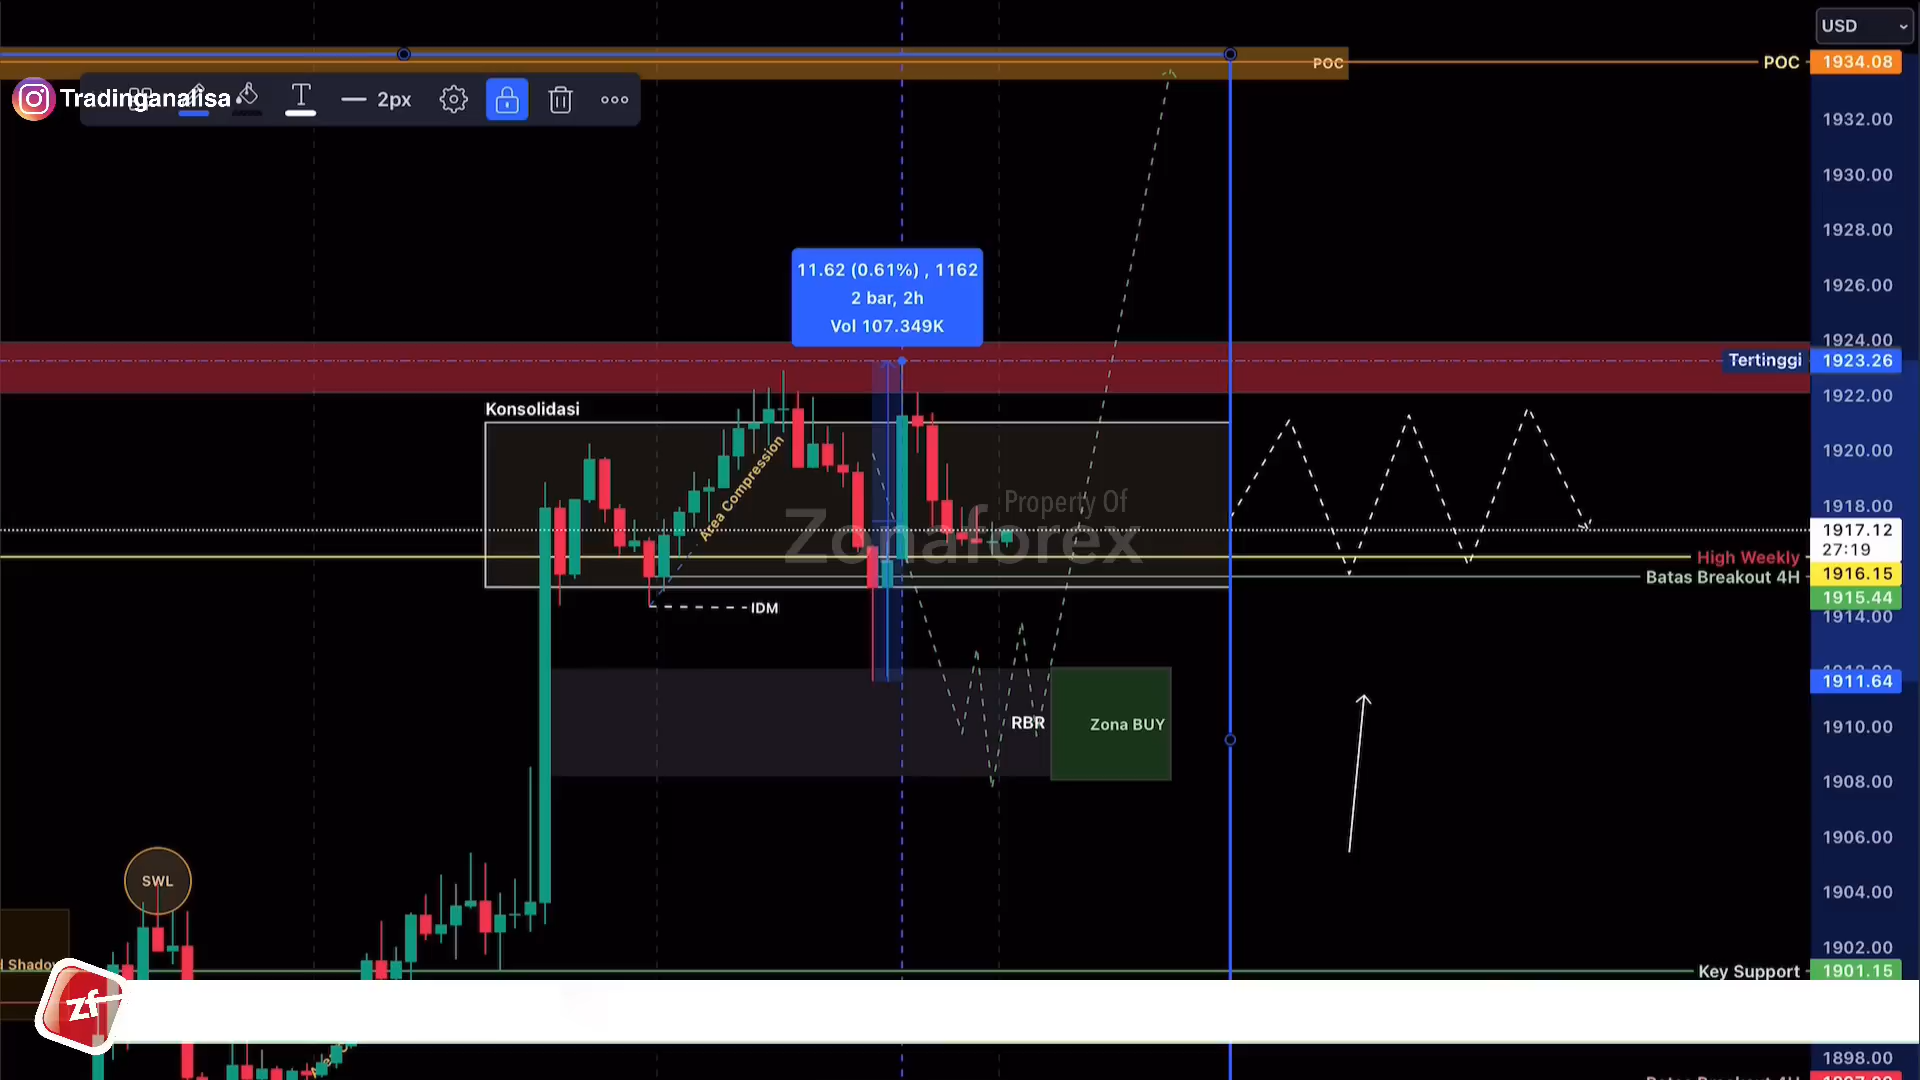 USD
POC
POC
1934.08
Tradinganalisa
T
2px
1932.00
1930.00
1928.00
11.62 (0.61%) , 1162
2 bar, 2h
Vol 107.349K
1926.00
1924.00
Tertinggi
1923.26
1922.00
Konsolidasi
1920.00
Area Compression
Property Of
Zonaforex
1918.00
1917.12
27:19
High Weekly
1916.15
Batas Breakout 4H
1915.44
IDM
1914.00
1911.64
RBR
Zona BUY
1910.00
1908.00
1906.00
SWL
1904.00
1902.00
Key Support
1901.15
zf
1898.00